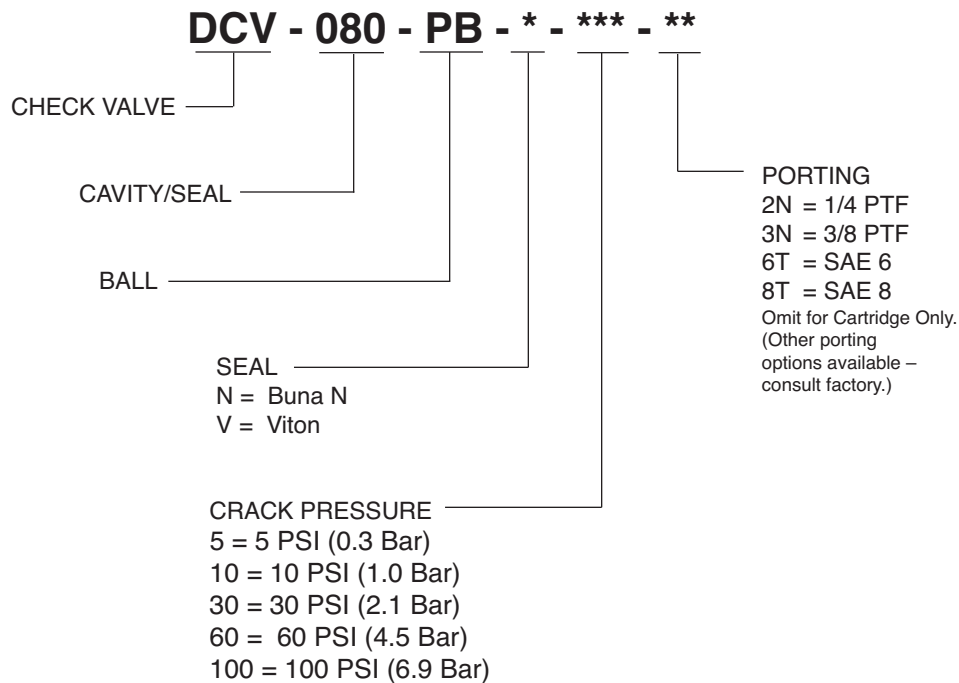 DCV - 080 - PB - * - *** - **
CHECK VALVE
CAVITY/SEAL
BALL
SEAL
N = Buna N
V = Viton
CRACK PRESSURE
5 = 5 PSI (0.3 Bar)
10 = 10 PSI (1.0 Bar)
30 = 30 PSI (2.1 Bar)
60 = 60 PSI (4.5 Bar)
100 = 100 PSI (6.9 Bar)
PORTING
2N = 1/4 PTF
3N = 3/8 PTF
6T = SAE 6
8T = SAE 8
Omit for Cartridge Only.
(Other porting
options available –
consult factory.)